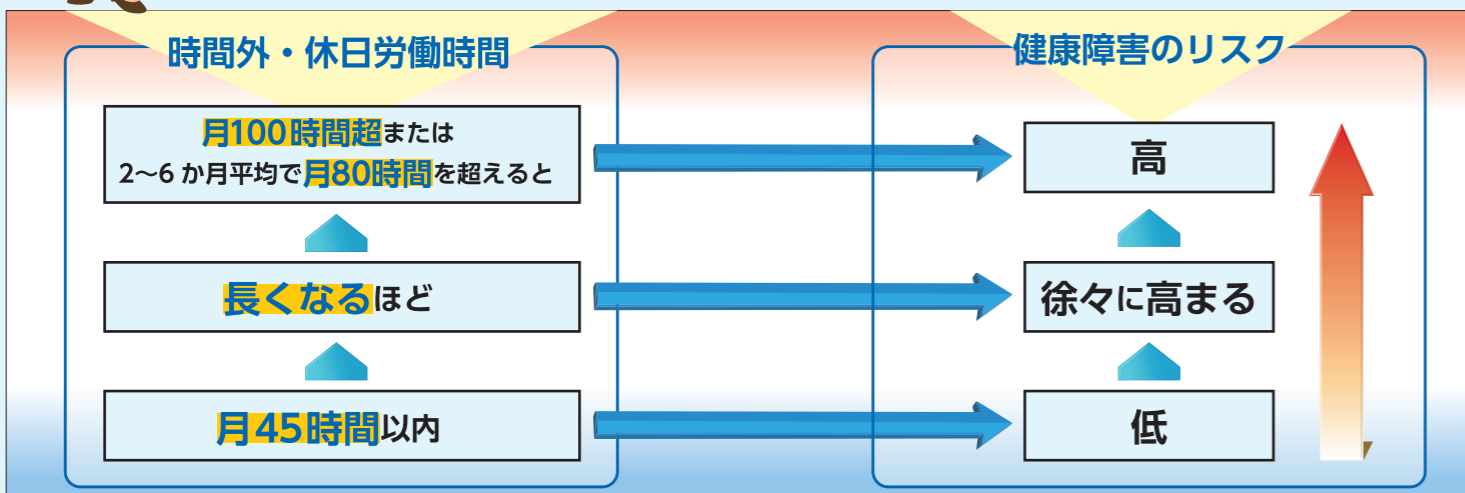 時間外・休日労働時間
月100時間超または
2〜6か月平均で月80時間を超えると
長くなるほど
月45時間以内
健康障害のリスク
高
徐々に高まる
低